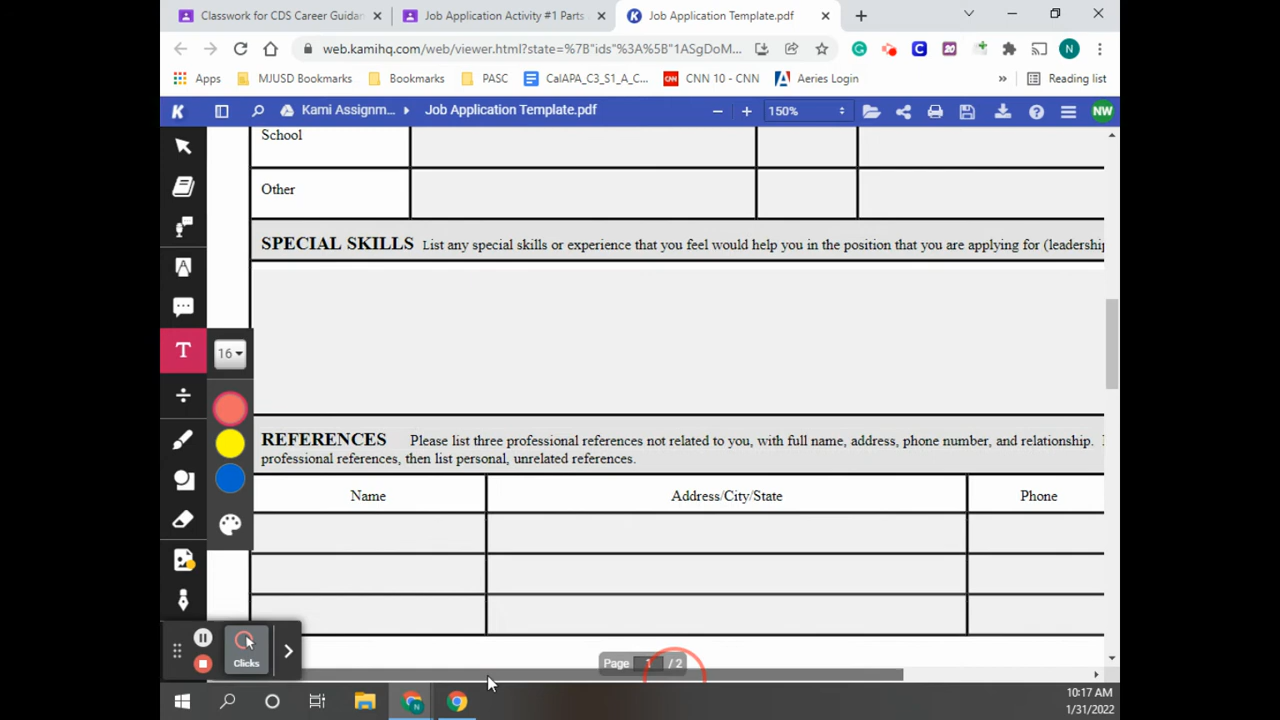 Classwork for CDS Career Guidar
Job Application Activity #1 Parts
Job Application Template.pdf
web.kamihq.com/web/viewer.html?state=%7B"ids"%3A%5B"1ASgDoM...
N
Apps
MJUSD Bookmarks
Bookmarks
PASC
CalAPA_C3_S1_A_C...
CNN 10 - CNN
Aeries Login
»
Reading list
K
Kami Assignm...
Job Application Template.pdf
150%
NW
School
Other
SPECIAL SKILLS List any special skills or experience that you feel would help you in the position that you are applying for (leadershi
T
16
REFERENCES Please list three professional references not related to you, with full name, address, phone number, and relationship.
professional references, then list personal, unrelated references.
Name Address/City/State Phone
Clicks
Page 1 / 2
10:17 AM
1/31/2022